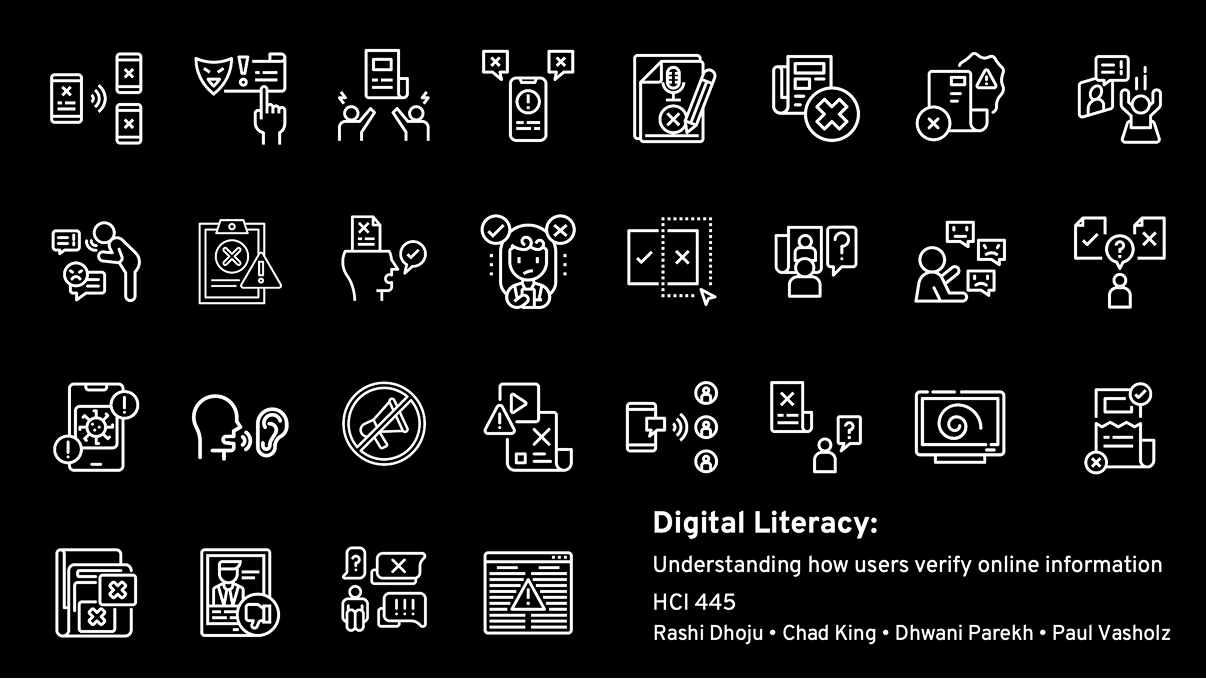 Digital Literacy:
Understanding how users verify online information
HCI 445
Rashi Dhoju • Chad King • Dhwani Parekh • Paul Vasholz